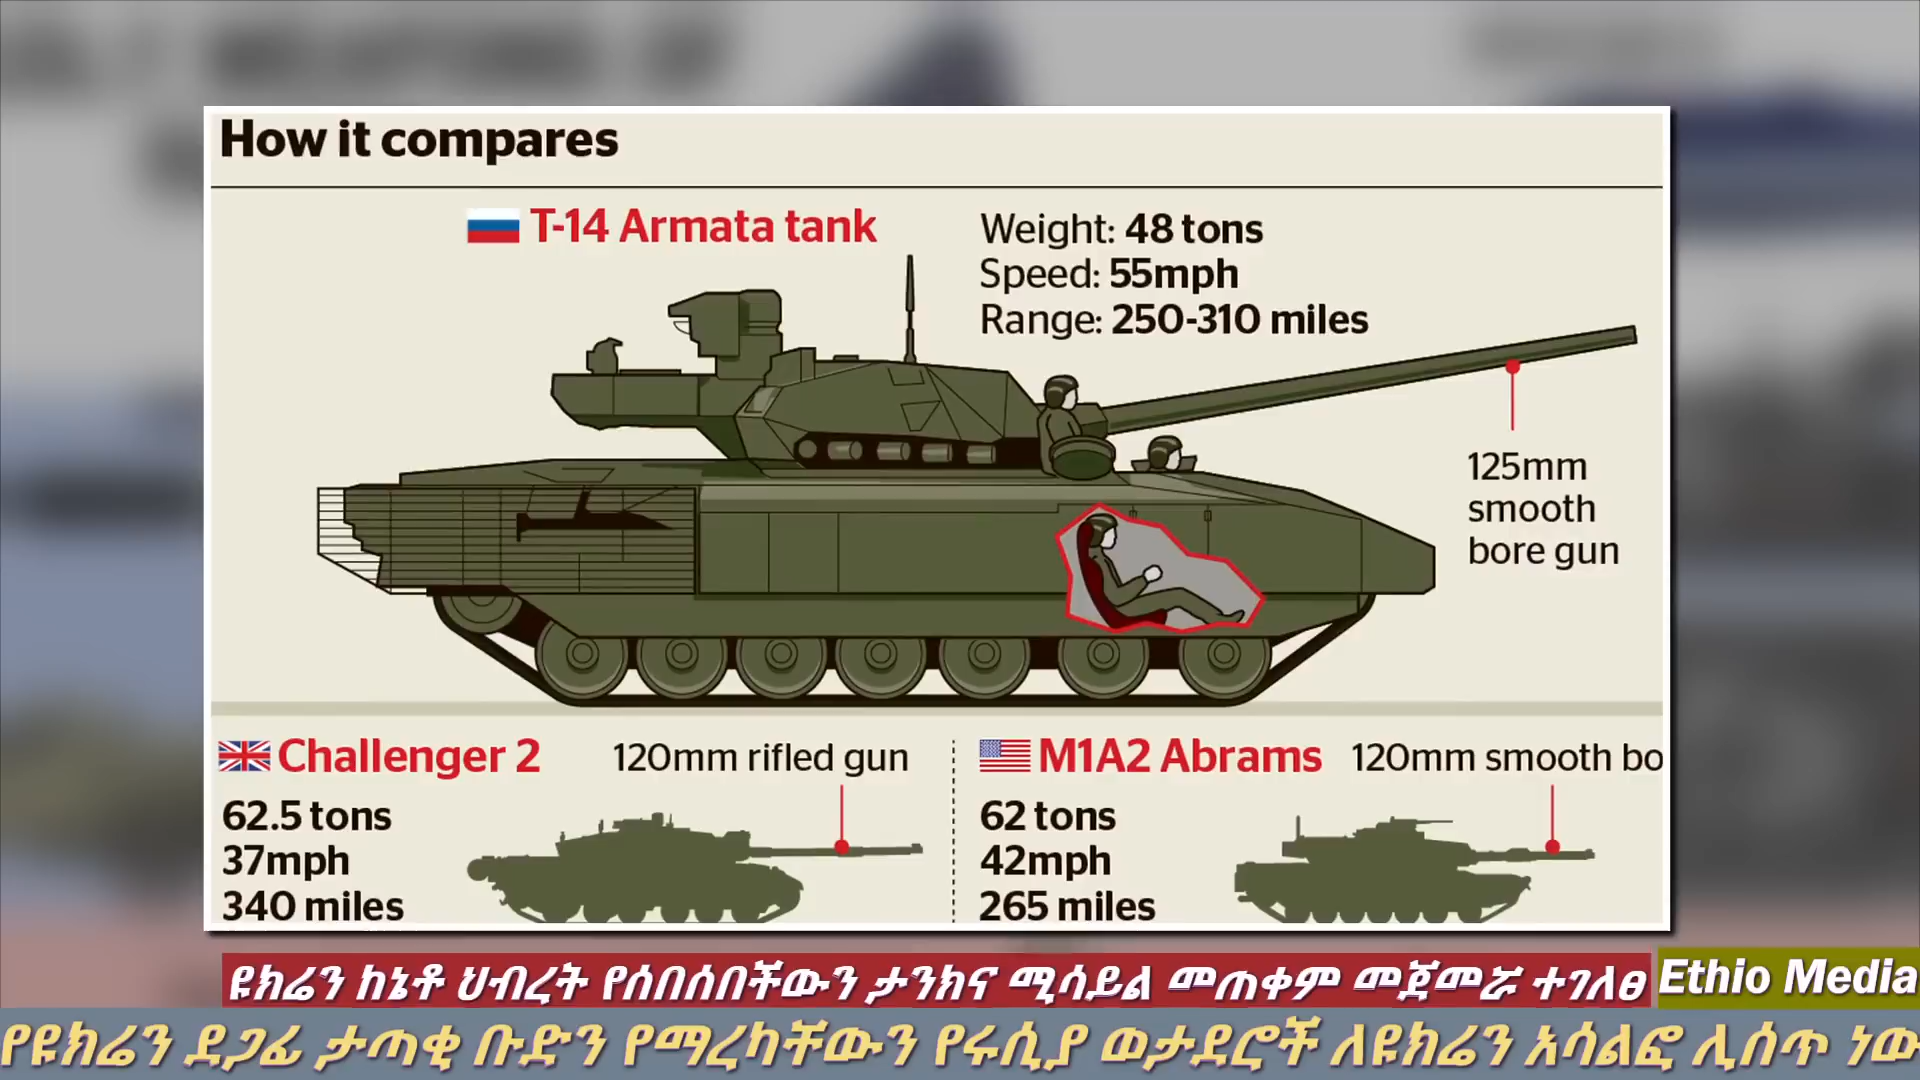 How it compares
T-14 Armata tank
Weight: 48 tons
Speed: 55mph
Range: 250-310 miles
125mm
smooth
bore gun
Challenger 2
120mm rifled gun
62.5 tons
37mph
340 miles
M1A2 Abrams
120mm smooth bo
62 tons
42mph
265 miles
ዩክሬን ከኔቶ ህብረት የሰበሰበችውን ታንክና ሚሳይል መጠቀም መጀመሯ ተገለፀ
Ethio Media
የዩክሬን ደጋፊ ታጣቂ ቡድን የማረካቸውን የሩሲያ ወታደሮች ለዩክሬን አሳልፎ ሊሰጥ ነው